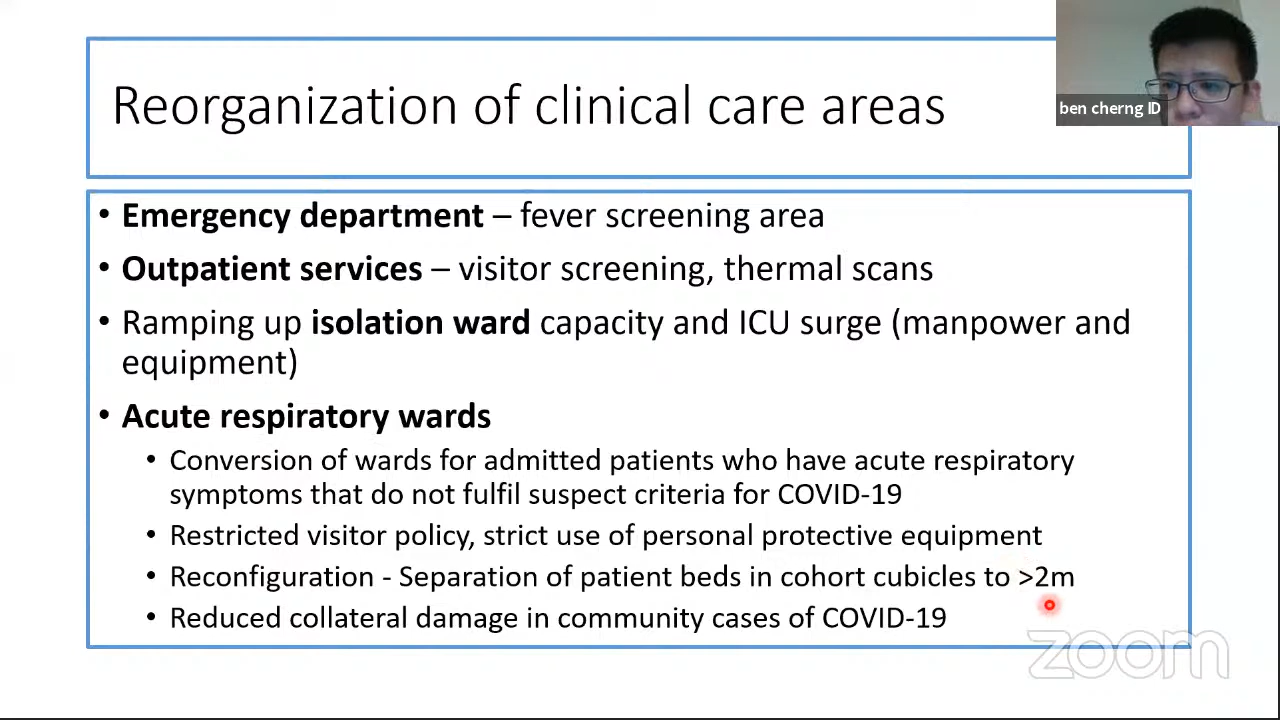 Reorganization of clinical care areas
ben cherng ID
• Emergency department – fever screening area
• Outpatient services – visitor screening, thermal scans
• Ramping up isolation ward capacity and ICU surge (manpower and
equipment)
• Acute respiratory wards
• Conversion of wards for admitted patients who have acute respiratory
symptoms that do not fulfil suspect criteria for COVID-19
• Restricted visitor policy, strict use of personal protective equipment
• Reconfiguration - Separation of patient beds in cohort cubicles to >2m
• Reduced collateral damage in community cases of COVID-19
zoom